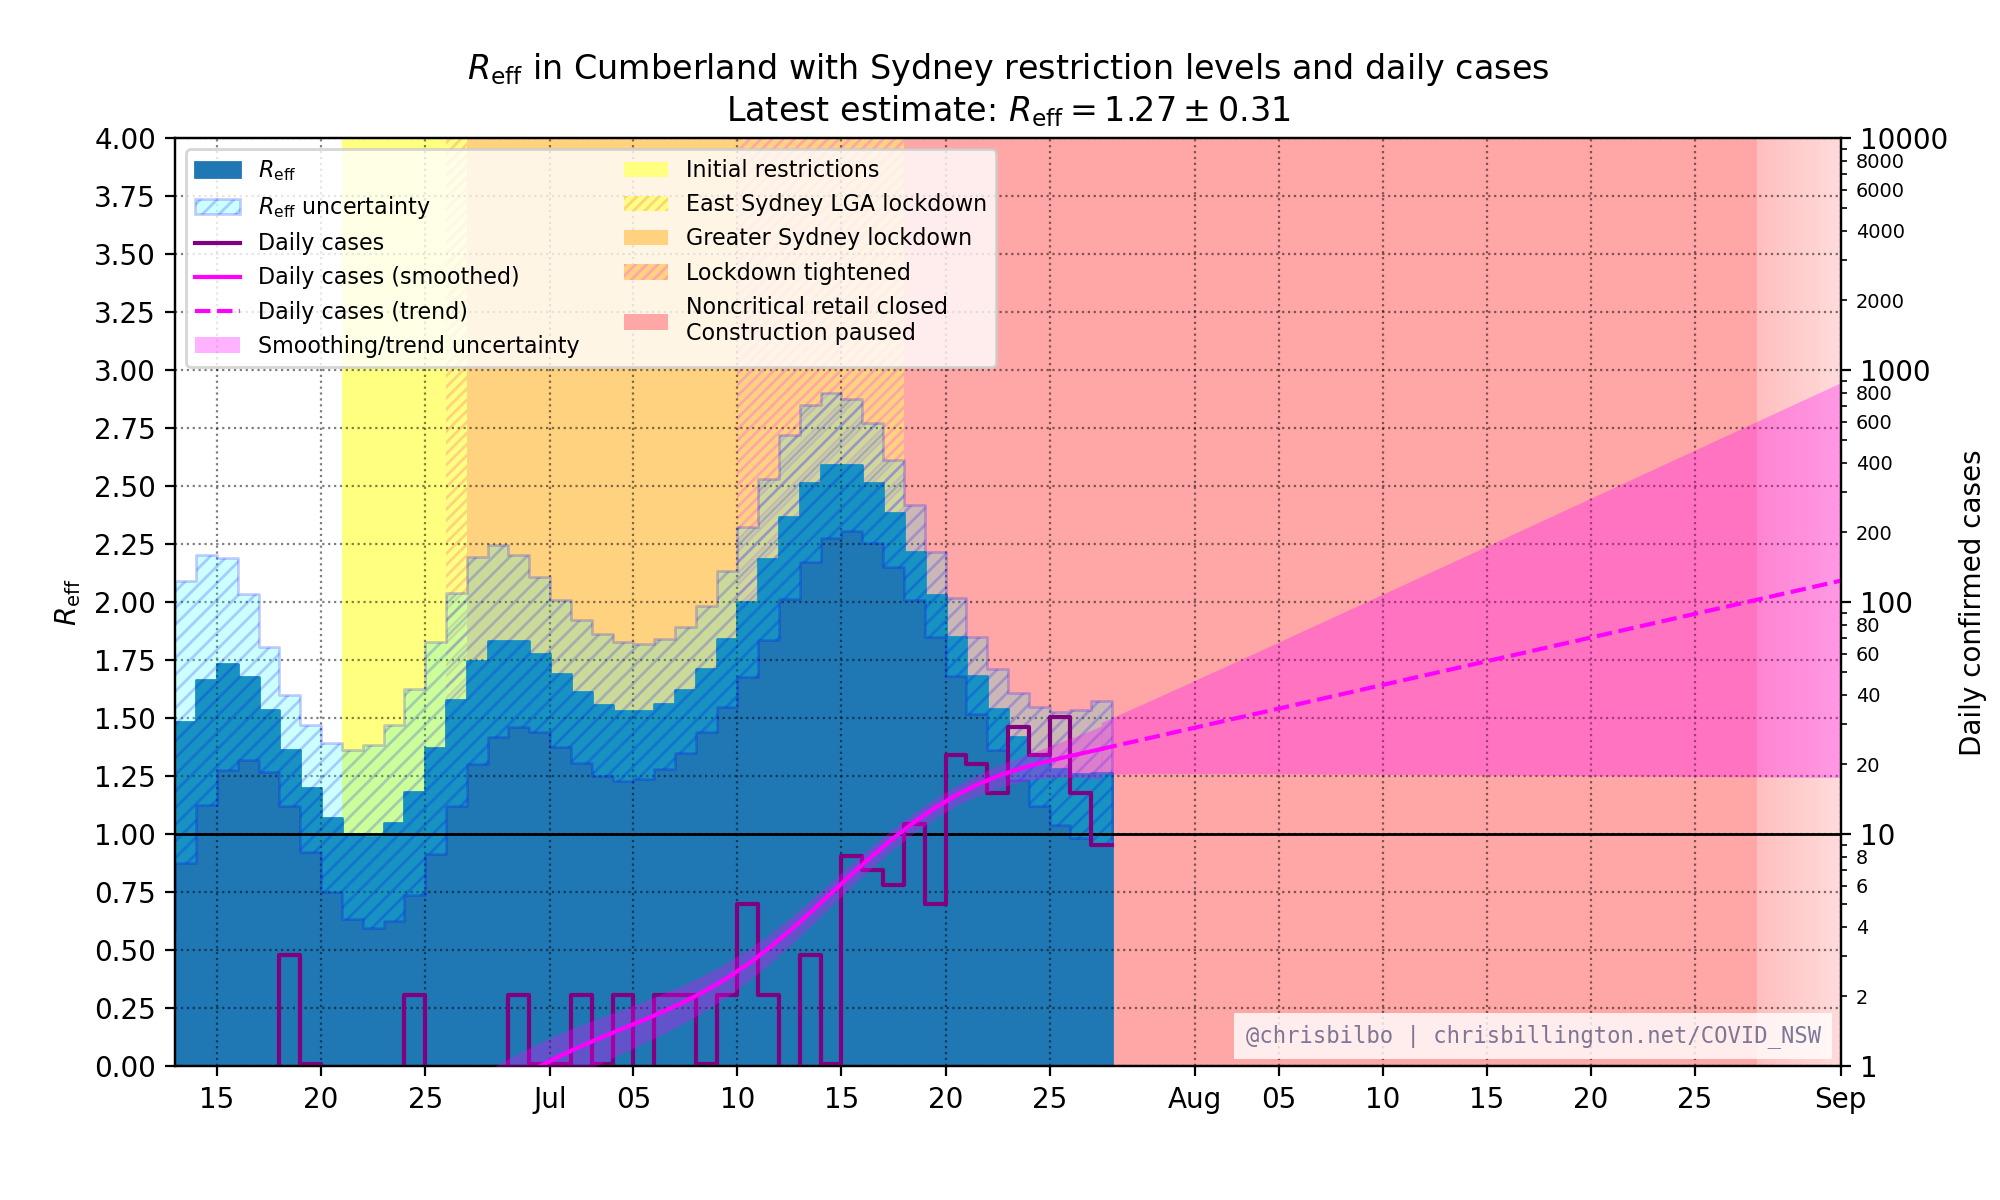 Reff in Cumberland with Sydney restriction levels and daily cases
Latest estimate: Reff = 1.27 ± 0.31
Reff
Reff uncertainty
Daily cases
Daily cases (smoothed)
Daily cases (trend)
Smoothing/trend uncertainty
Initial restrictions
East Sydney LGA lockdown
Greater Sydney lockdown
Lockdown tightened
Noncritical retail closed
Construction paused
4.00
3.75
3.50
3.25
3.00
2.75
2.50
2.25
2.00
1.75
1.50
1.25
1.00
0.75
0.50
0.25
0.00
Reff
10000
8000
6000
4000
2000
1000
800
600
400
200
100
80
60
40
20
10
8
6
4
2
1
Daily confirmed cases
@chrisbilbo | chrisbillington.net/COVID_NSW
15 20 25 Jul 05 10 15 20 25 Aug 05 10 15 20 25 Sep